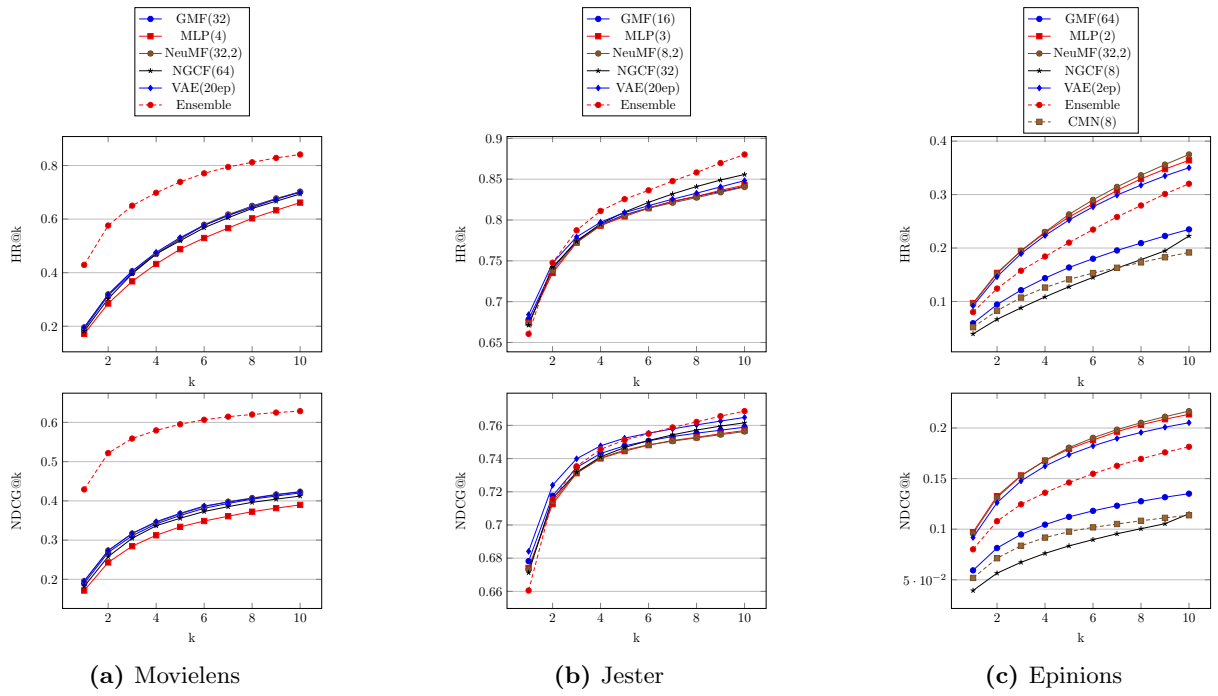 GMF(32)
MLP(4)
NeuMF(32,2)
NGCF(64)
VAE(20ep)
Ensemble
0.8
0.6
0.4
0.2
HR@k
2 4 6 8 10
k
0.6
0.5
0.4
0.3
0.2
NDCG@k
2 4 6 8 10
k
(a) Movielens
GMF(16)
MLP(3)
NeuMF(8,2)
NGCF(32)
VAE(20ep)
Ensemble
0.9
0.85
0.8
0.75
0.7
0.65
HR@k
2 4 6 8 10
k
0.76
0.74
0.72
0.7
0.68
0.66
NDCG@k
2 4 6 8 10
k
(b) Jester
GMF(64)
MLP(2)
NeuMF(32,2)
NGCF(8)
VAE(2ep)
Ensemble
CMN(8)
0.4
0.3
0.2
0.1
HR@k
2 4 6 8 10
k
0.2
0.15
0.1
5 · 10⁻²
NDCG@k
2 4 6 8 10
k
(c) Epinions